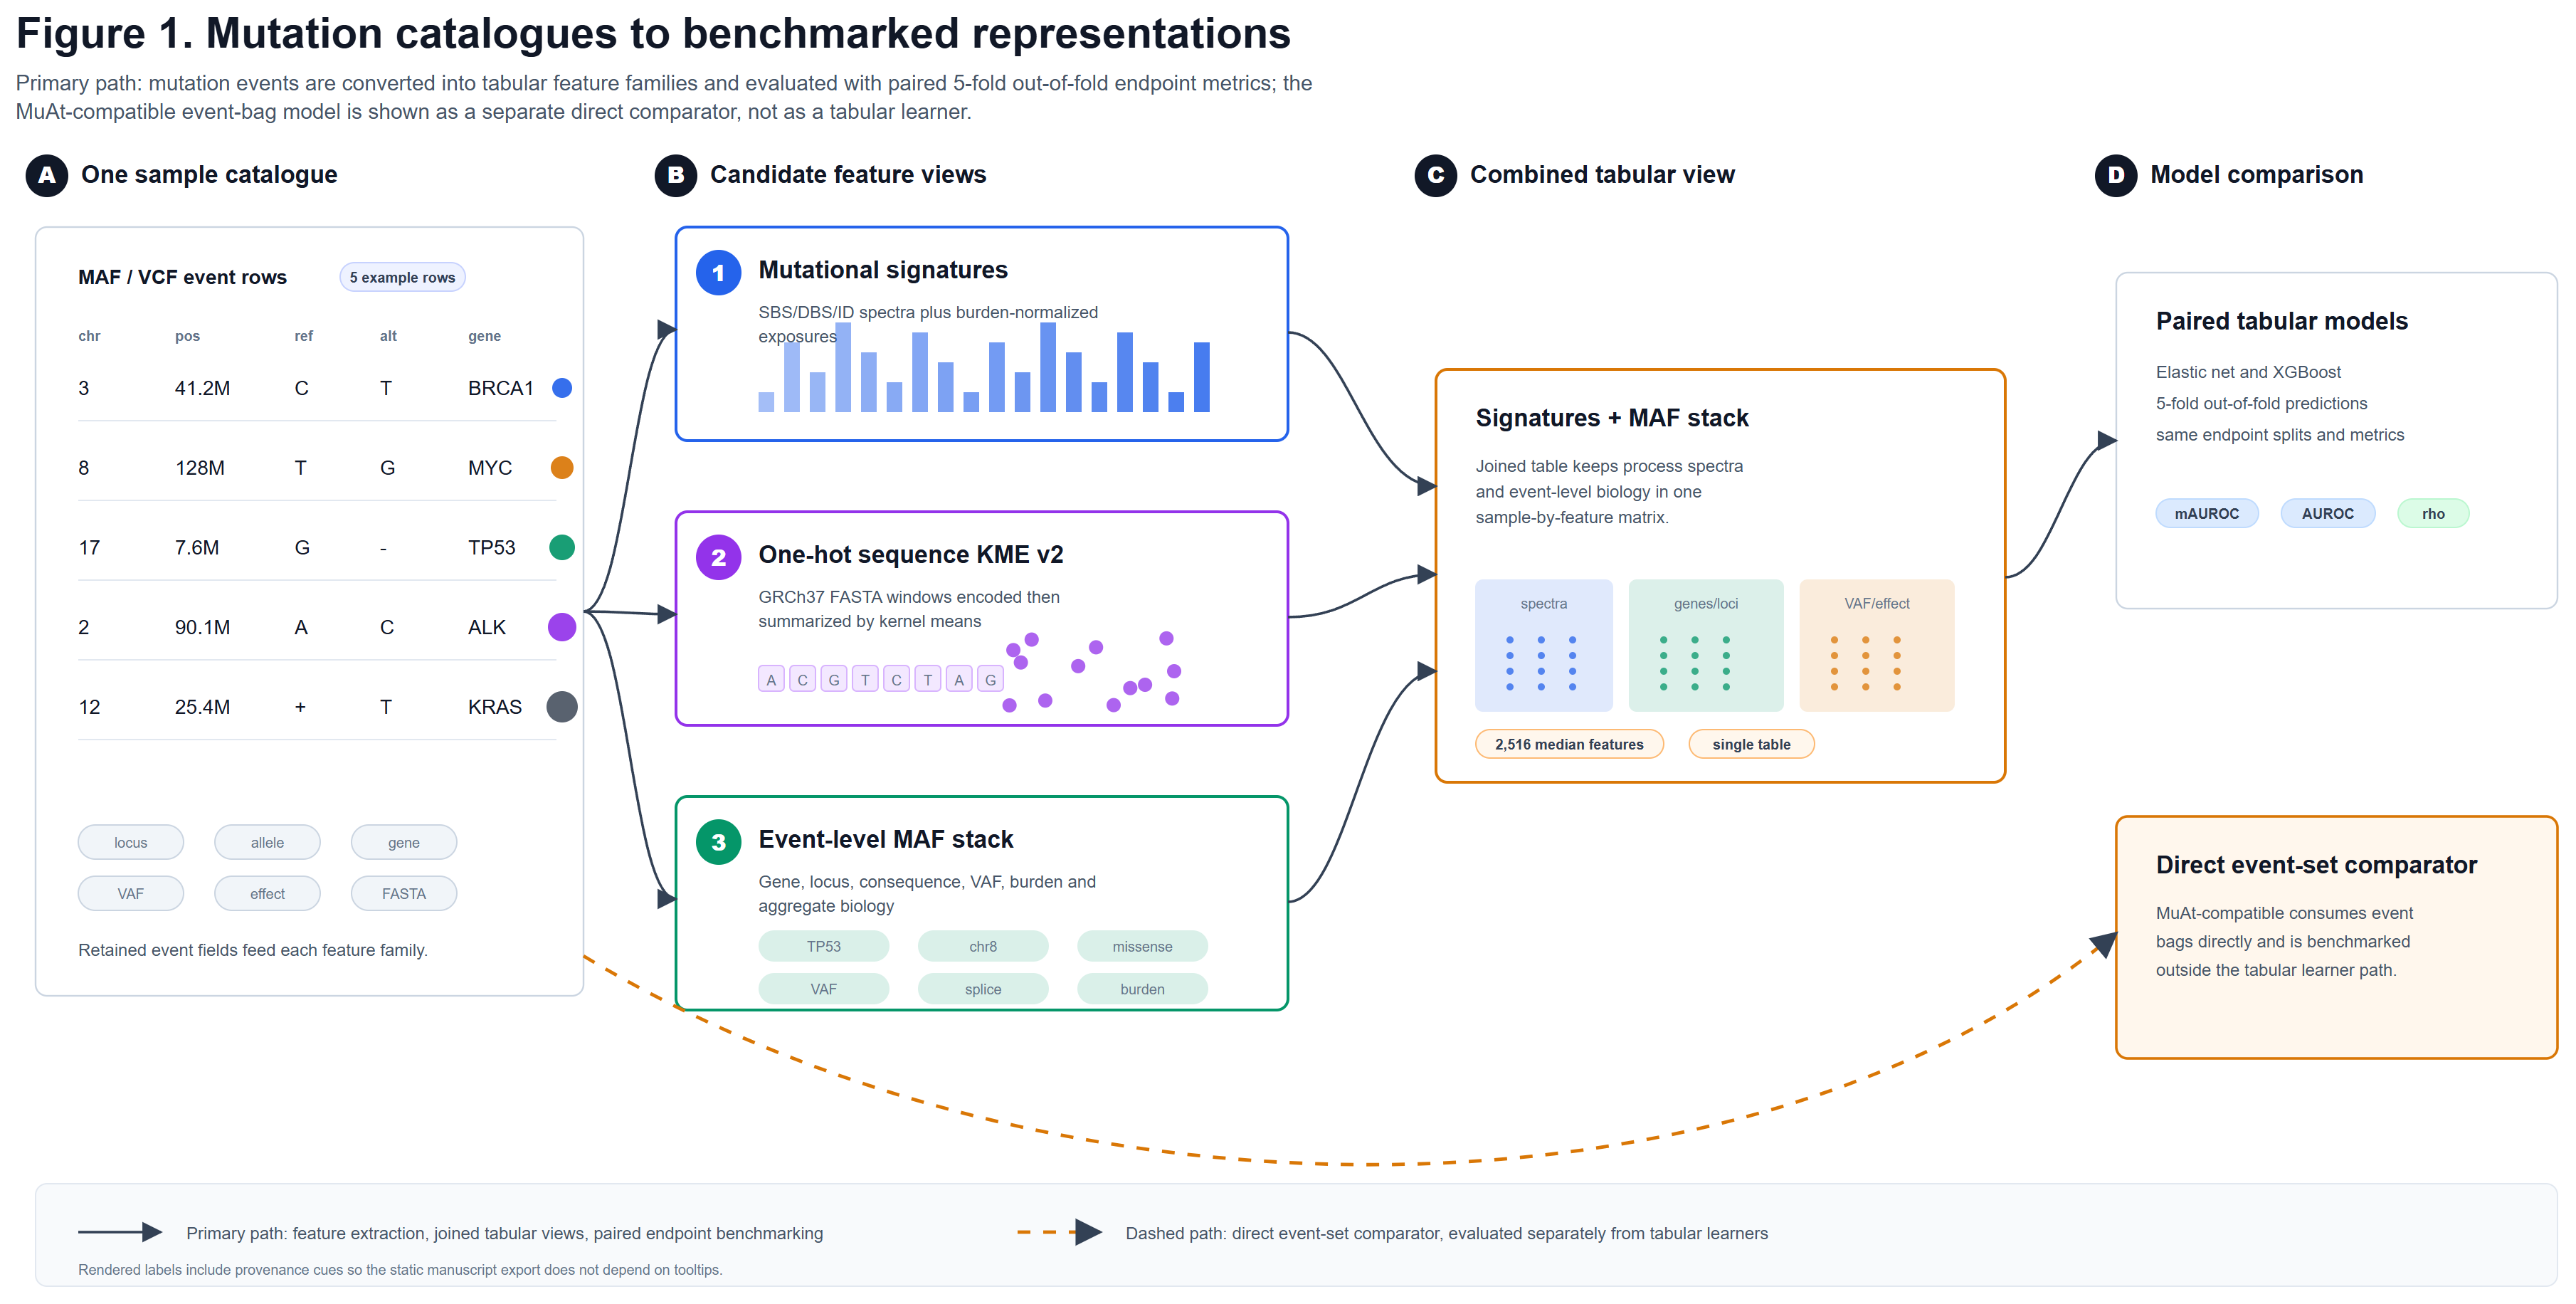 Figure 1. Mutation catalogues to benchmarked representations
Primary path: mutation events are converted into tabular feature families and evaluated with paired 5-fold out-of-fold endpoint metrics; the
MuAt-compatible event-bag model is shown as a separate direct comparator, not as a tabular learner.
A One sample catalogue
MAF / VCF event rows 5 example rows
chr pos ref alt gene
3 41.2M C T BRCA1
8 128M T G MYC
17 7.6M G - TP53
2 90.1M A C ALK
12 25.4M + T KRAS
locus allele gene
VAF effect FASTA
Retained event fields feed each feature family.
B Candidate feature views
1 Mutational signatures
SBS/DBS/ID spectra plus burden-normalized
exposures
2 One-hot sequence KME v2
GRCh37 FASTA windows encoded then
summarized by kernel means
A C G T C T A G
3 Event-level MAF stack
Gene, locus, consequence, VAF, burden and
aggregate biology
TP53 chr8 missense
VAF splice burden
C Combined tabular view
Signatures + MAF stack
Joined table keeps process spectra
and event-level biology in one
sample-by-feature matrix.
spectra genes/loci VAF/effect
2,516 median features single table
D Model comparison
Paired tabular models
Elastic net and XGBoost
5-fold out-of-fold predictions
same endpoint splits and metrics
mAUROC AUROC rho
Direct event-set comparator
MuAt-compatible consumes event
bags directly and is benchmarked
outside the tabular learner path.
Primary path: feature extraction, joined tabular views, paired endpoint benchmarking
Dashed path: direct event-set comparator, evaluated separately from tabular learners
Rendered labels include provenance cues so the static manuscript export does not depend on tooltips.